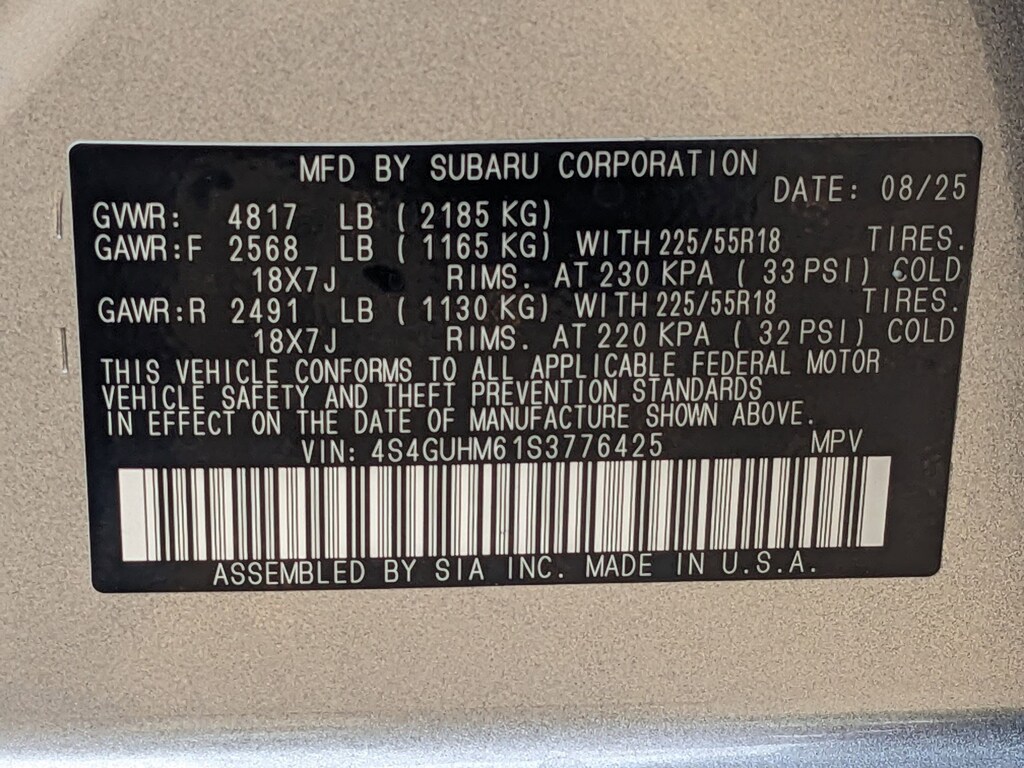 MFD BY SUBARU CORPORATION
DATE: 08/25
GVWR: 4817 LB ( 2185 KG)
GAWR:F 2568 LB ( 1165 KG) WITH 225/55R18 TIRES.
18X7J RIMS. AT 230 KPA ( 33 PSI) COLD
GAWR:R 2491 LB ( 1130 KG) WITH 225/55R18 TIRES.
18X7J RIMS. AT 220 KPA ( 32 PSI) COLD
THIS VEHICLE CONFORMS TO ALL APPLICABLE FEDERAL MOTOR
VEHICLE SAFETY AND THEFT PREVENTION STANDARDS
IN EFFECT ON THE DATE OF MANUFACTURE SHOWN ABOVE.
VIN: 4S4GUHM61S3776425 MPV
ASSEMBLED BY SIA INC. MADE IN U.S.A.